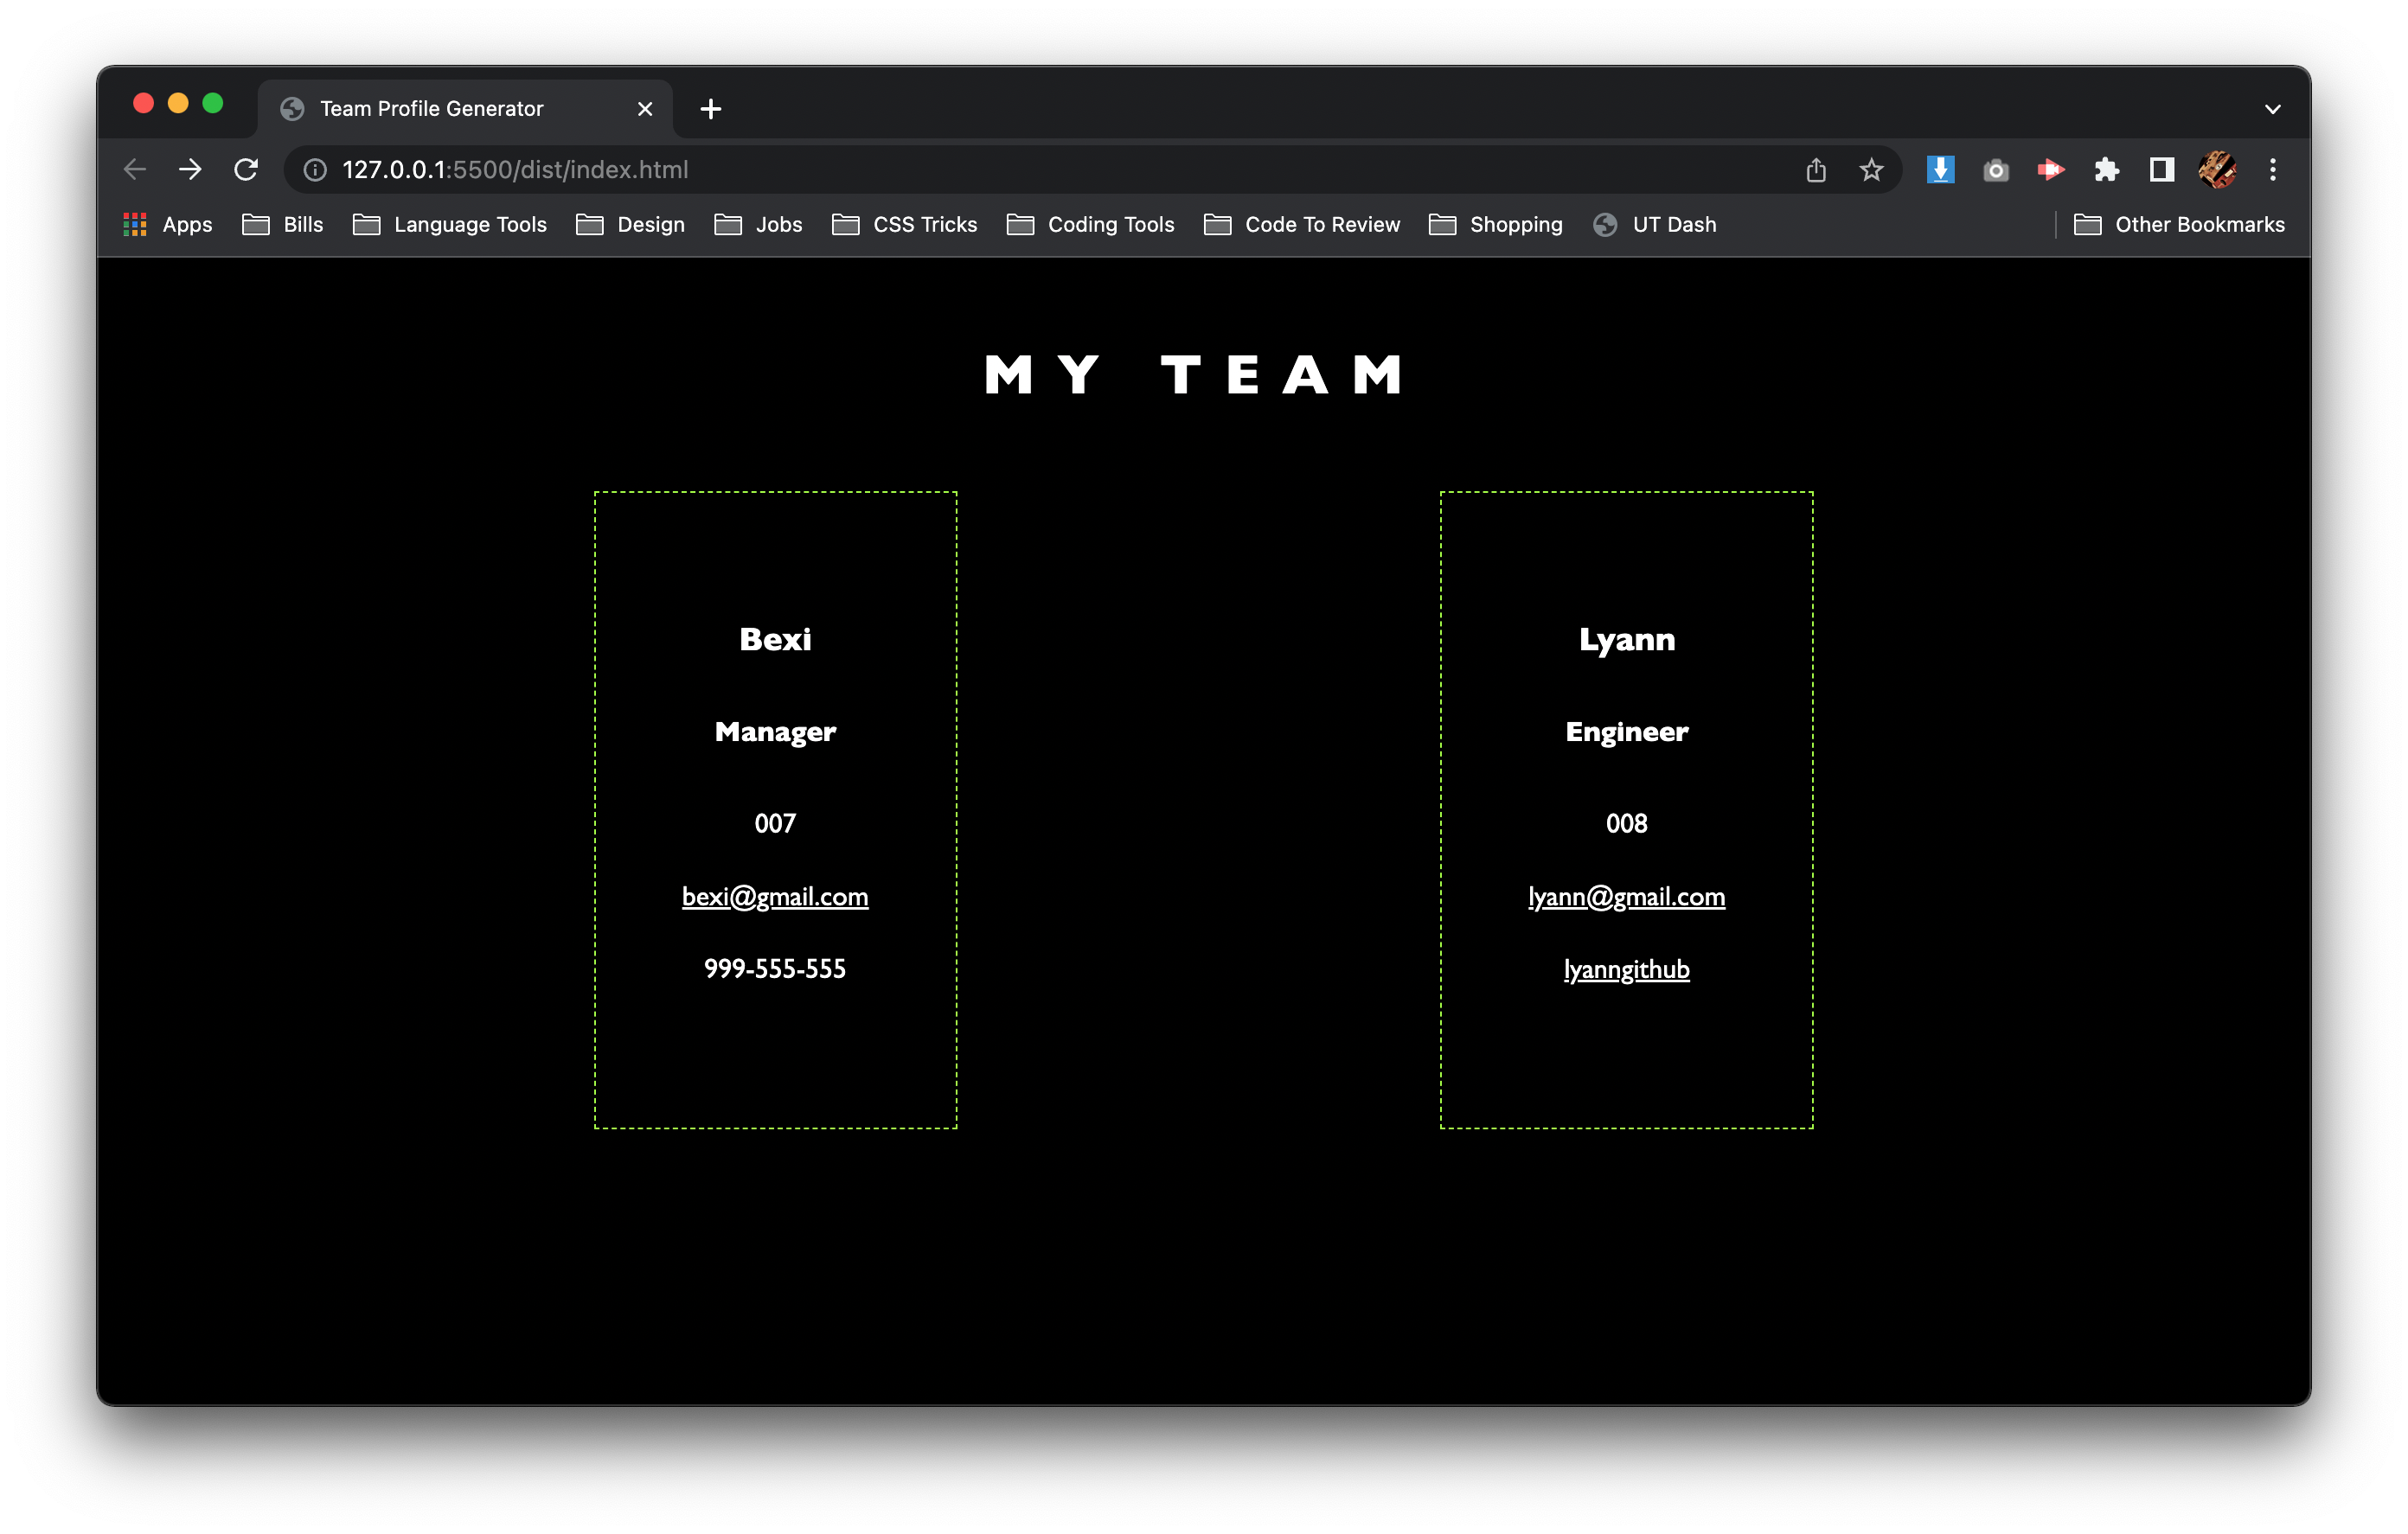 Team Profile Generator
127.0.0.1:5500/dist/index.html
Apps Bills Language Tools Design Jobs CSS Tricks Coding Tools Code To Review Shopping UT Dash Other Bookmarks
MY TEAM
Bexi
Manager
007
bexi@gmail.com
999-555-555
Lyann
Engineer
008
lyann@gmail.com
lyanngithub